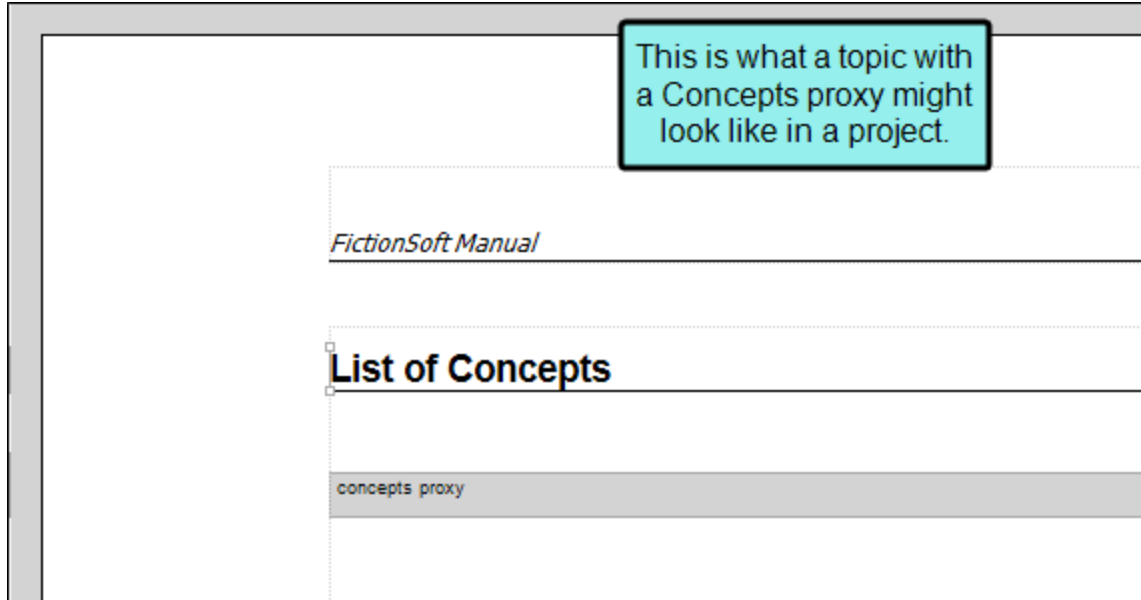 This is what a topic with
a Concepts proxy might
look like in a project.
FictionSoft Manual
List of Concepts
concepts proxy